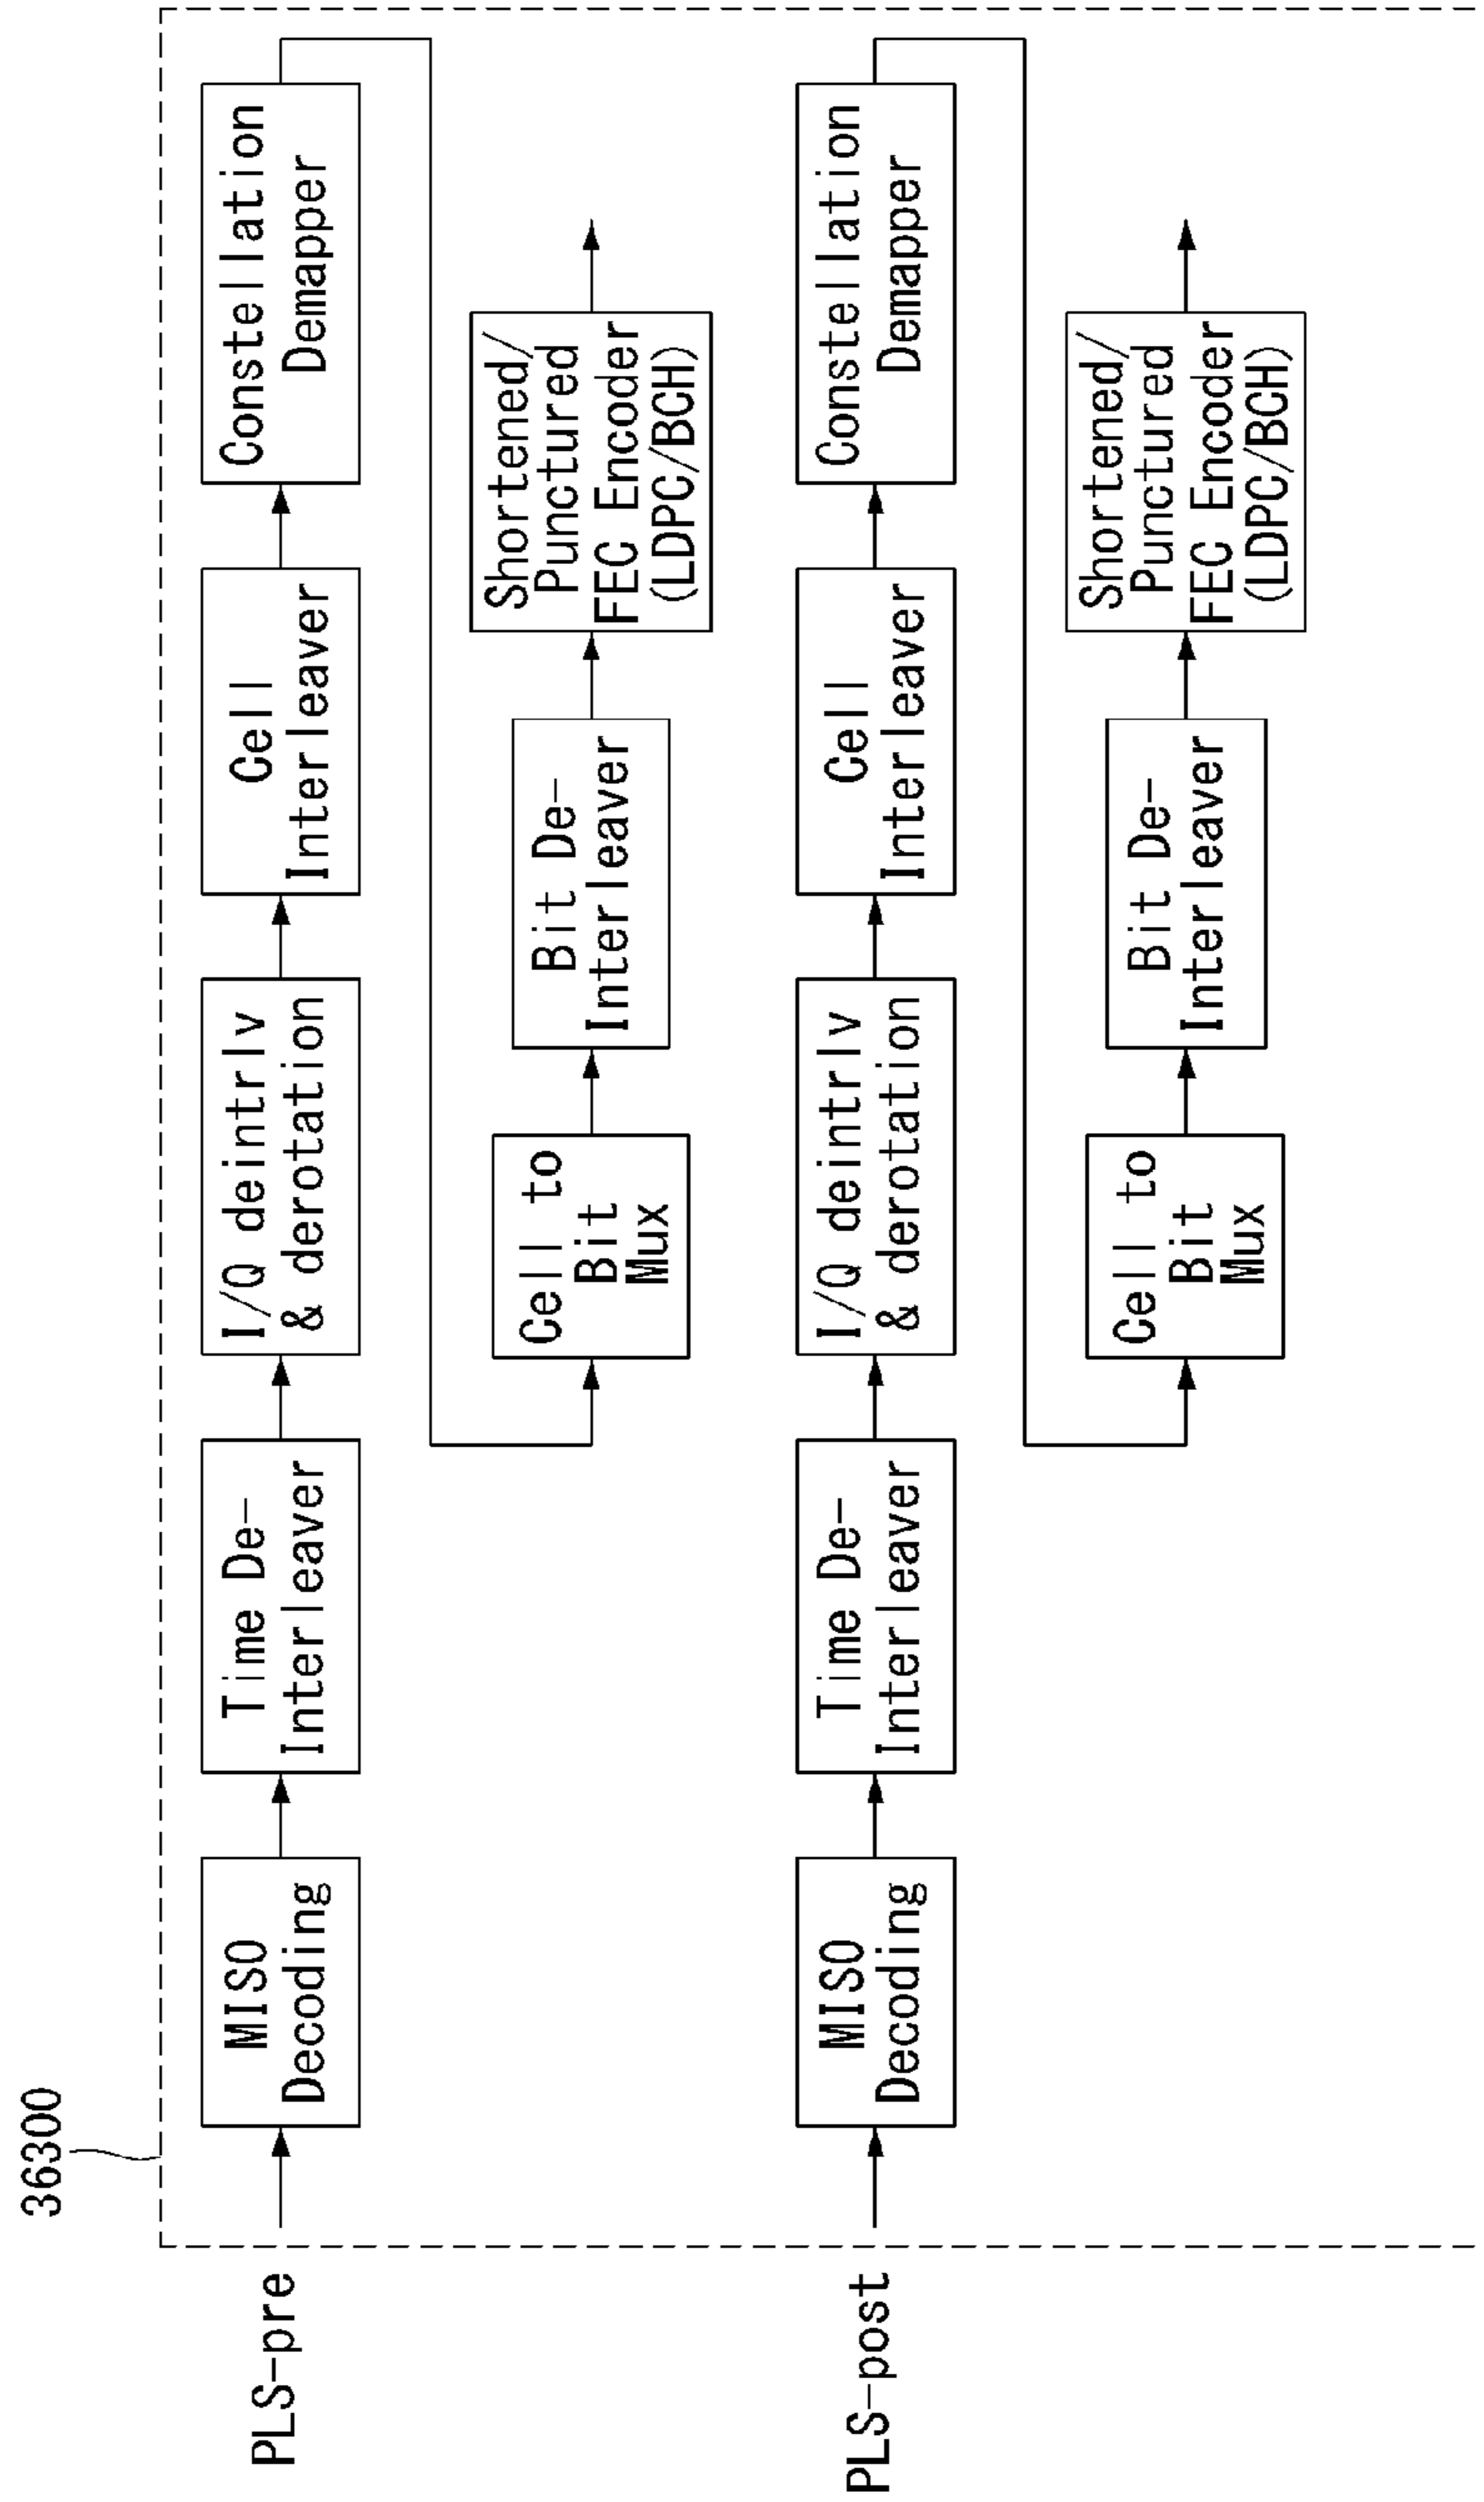 36300
PLS-pre
MISO
Decoding
Time De-
Interleaver
I/Q deintrlv
& derotation
Cell
Interleaver
Constellation
Demapper
Cell to
Bit
Mux
Bit De-
Interleaver
Shortened/
Punctured
FEC Encoder
(LDPC/BCH)
PLS-post
MISO
Decoding
Time De-
Interleaver
I/Q deintrlv
& derotation
Cell
Interleaver
Constellation
Demapper
Cell to
Bit
Mux
Bit De-
Interleaver
Shortened/
Punctured
FEC Encoder
(LDPC/BCH)